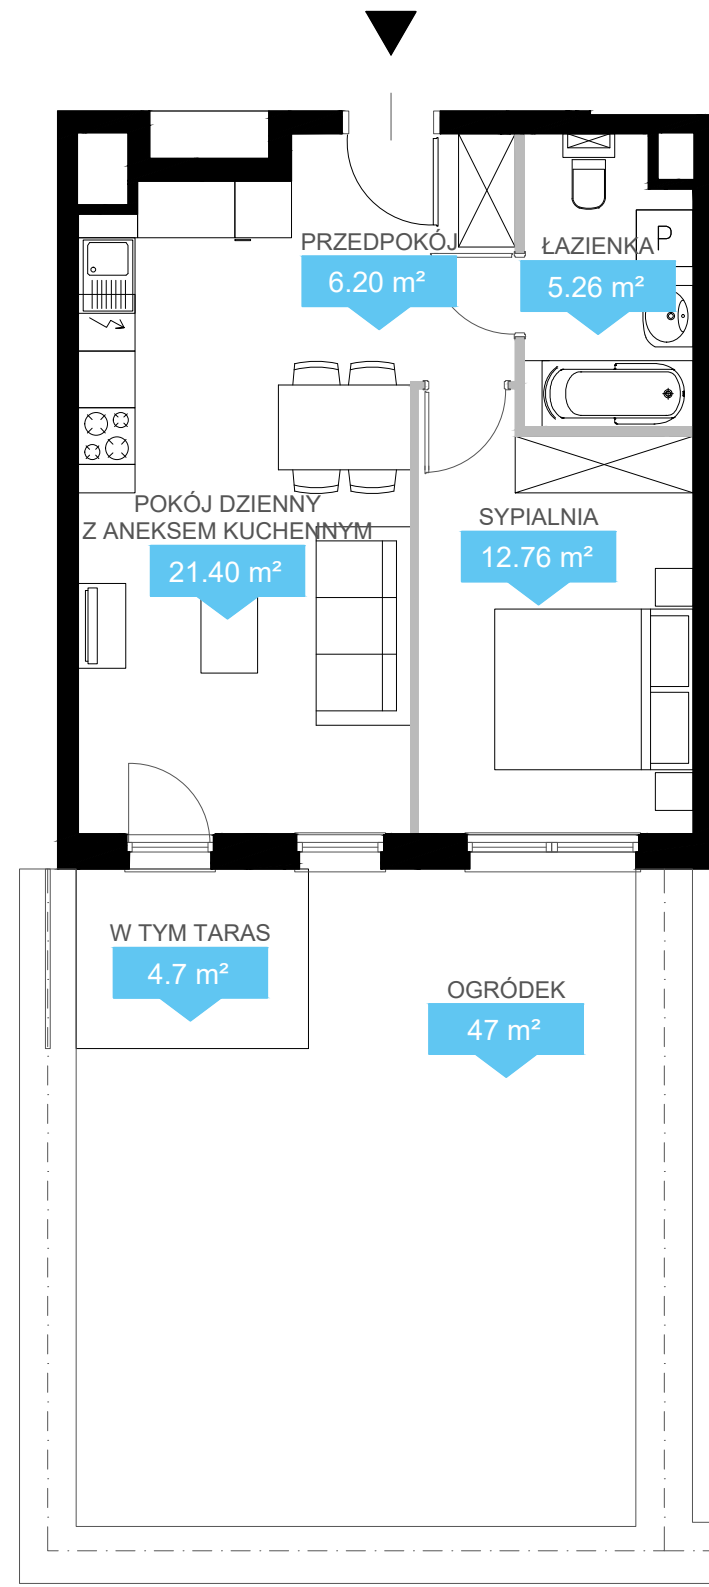 PRZEDPOKÓJ
6.20 m²
ŁAZIENKA
5.26 m²
P
POKÓJ DZIENNY
Z ANEKSEM KUCHENNYM
21.40 m²
SYPIALNIA
12.76 m²
W TYM TARAS
4.7 m²
OGRÓDEK
47 m²